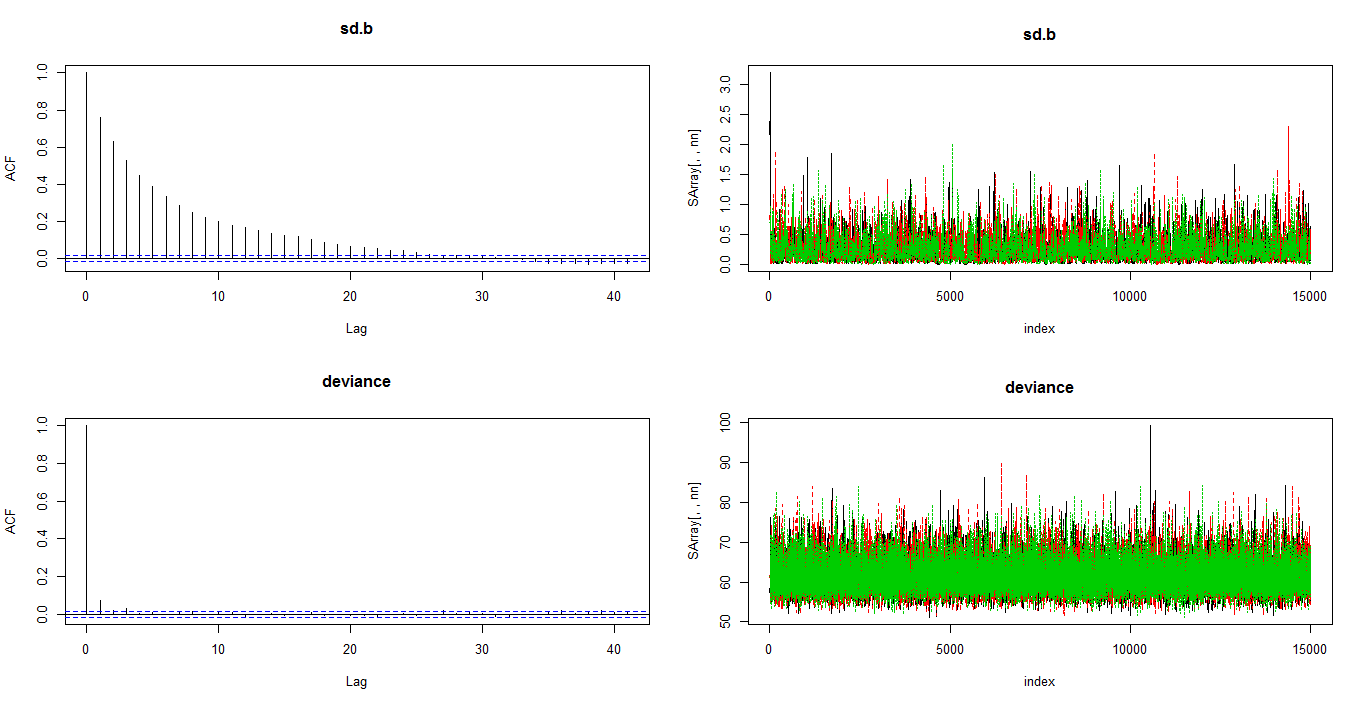 sd.b
ACF
0.0 0.2 0.4 0.6 0.8 1.0
0 10 20 30 40
Lag
sd.b
SArray[, , nn]
0.0 0.5 1.0 1.5 2.0 2.5 3.0
0 5000 10000 15000
index
deviance
ACF
0.0 0.2 0.4 0.6 0.8 1.0
0 10 20 30 40
Lag
deviance
SArray[, , nn]
50 60 70 80 90 100
0 5000 10000 15000
index